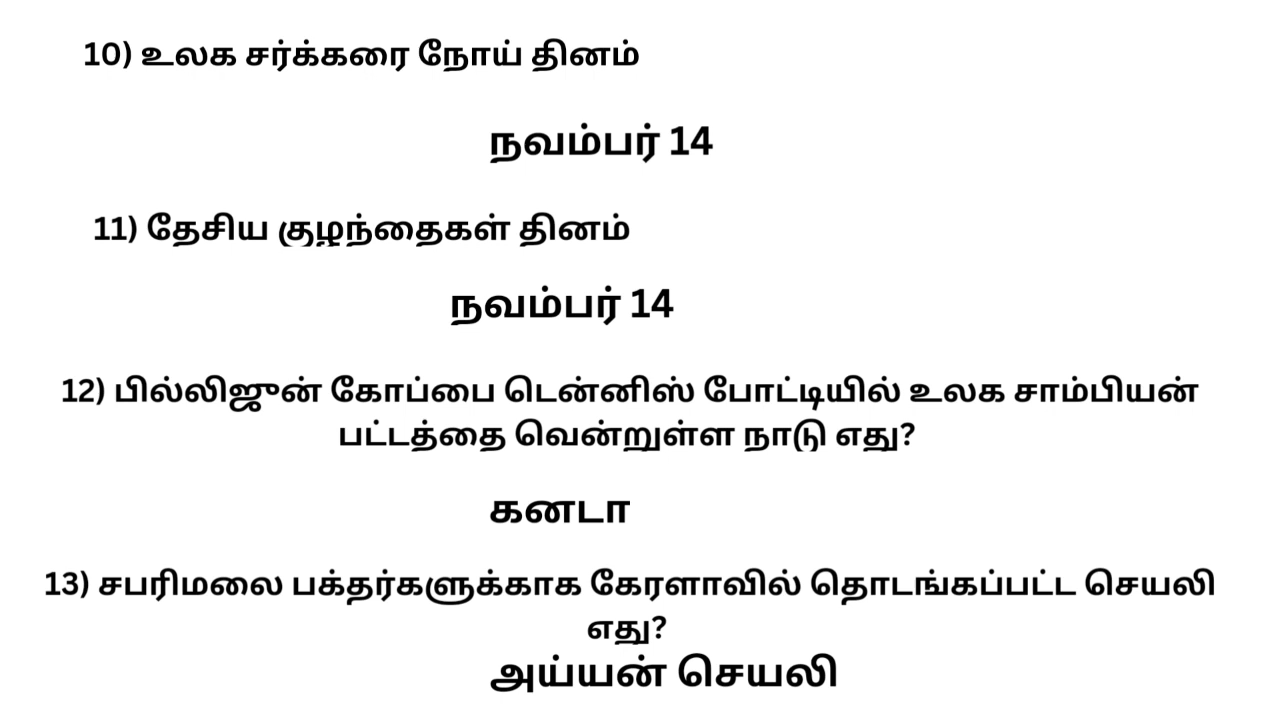 10) உலக சர்க்கரை நோய் தினம்
நவம்பர் 14
11) தேசிய குழந்தைகள் தினம்
நவம்பர் 14
12) பில்லிஜுன் கோப்பை டென்னிஸ் போட்டியில் உலக சாம்பியன்
பட்டத்தை வென்றுள்ள நாடு எது?
கனடா
13) சபரிமலை பக்தர்களுக்காக கேரளாவில் தொடங்கப்பட்ட செயலி
எது?
அய்யன் செயலி